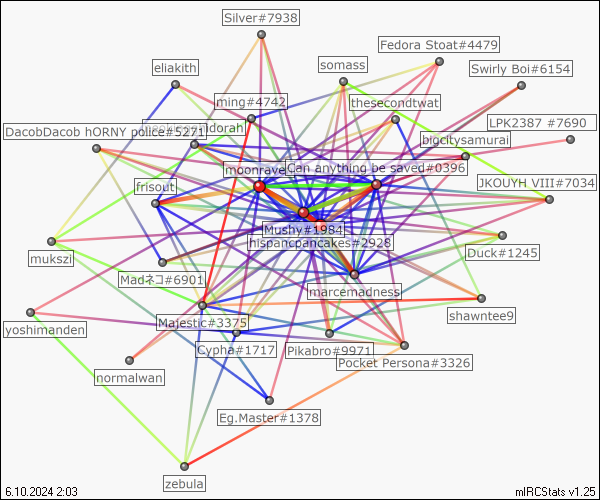 Silver#7938
Fedora Stoat#4479
somass
eliakith
Swirly Boi#6154
ming#4742
thesecondtwat
LPK2387 #7690
DacobDacob hORNY police#5271
bigcitysamurai
moonrave
Can anything be saved#0396
frisout
JKOUYH VIII#7034
Mushy#1984
hispancpancakes#2928
mukszi
Duck#1245
Madネコ#6901
marcemadness
shawntee9
Majestic#3375
yoshimanden
Cypha#1717
Pikabro#9971
Pocket Persona#3326
normalwan
Eg.Master#1378
zebula
6.10.2024 2:03
mIRCStats v1.25